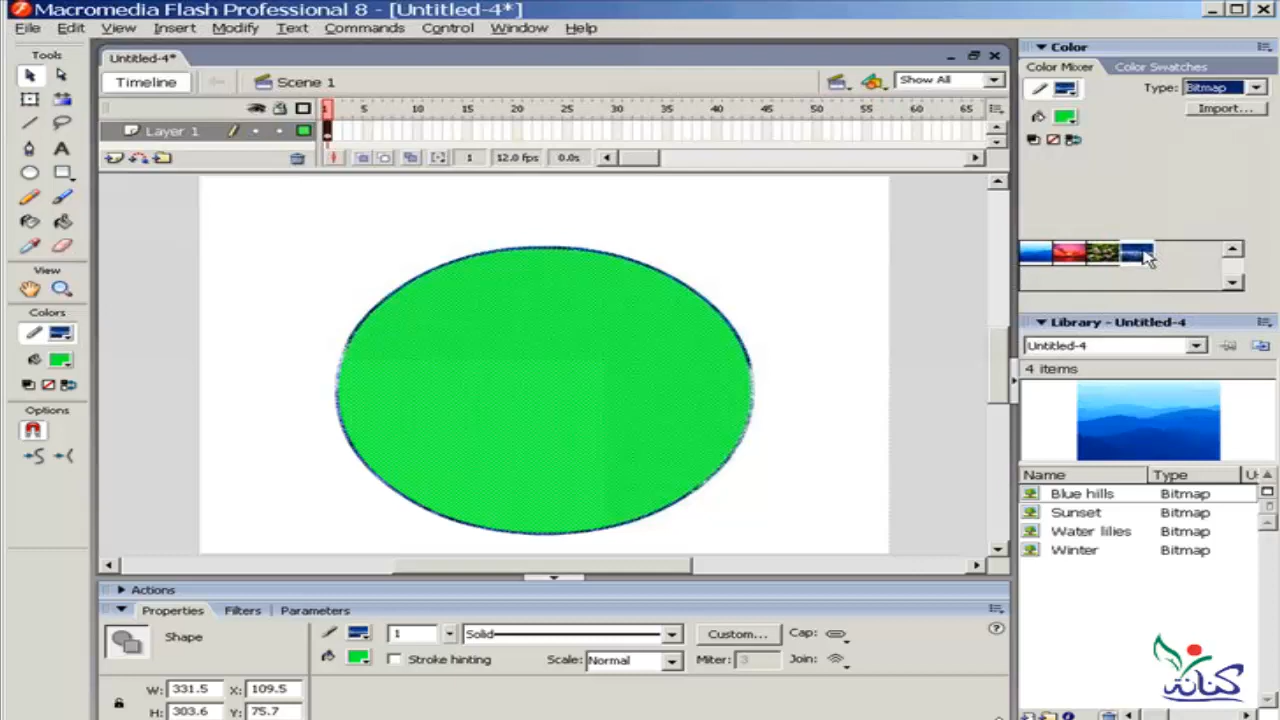 Macromedia Flash Professional 8 - [Untitled-4*]
File Edit View Insert Modify Text Commands Control Window Help
Tools
Untitled-4*
Timeline
Scene 1
Show All
5 10 15 20 25 30 35 40 45 50 55 60 65
Layer 1
1 12.0 fps 0.0s
View
Colors
Options
Color
Color Mixer Color Swatches
Type: Bitmap
Import...
Library - Untitled-4
Untitled-4
4 items
Name Type U
Blue hills Bitmap
Sunset Bitmap
Water lilies Bitmap
Winter Bitmap
Actions
Properties Filters Parameters
Shape
1 Solid Custom... Cap:
Stroke hinting Scale: Normal Miter: 3 Join:
W: 331.5 X: 109.5
H: 303.6 Y: 75.7
كنانة